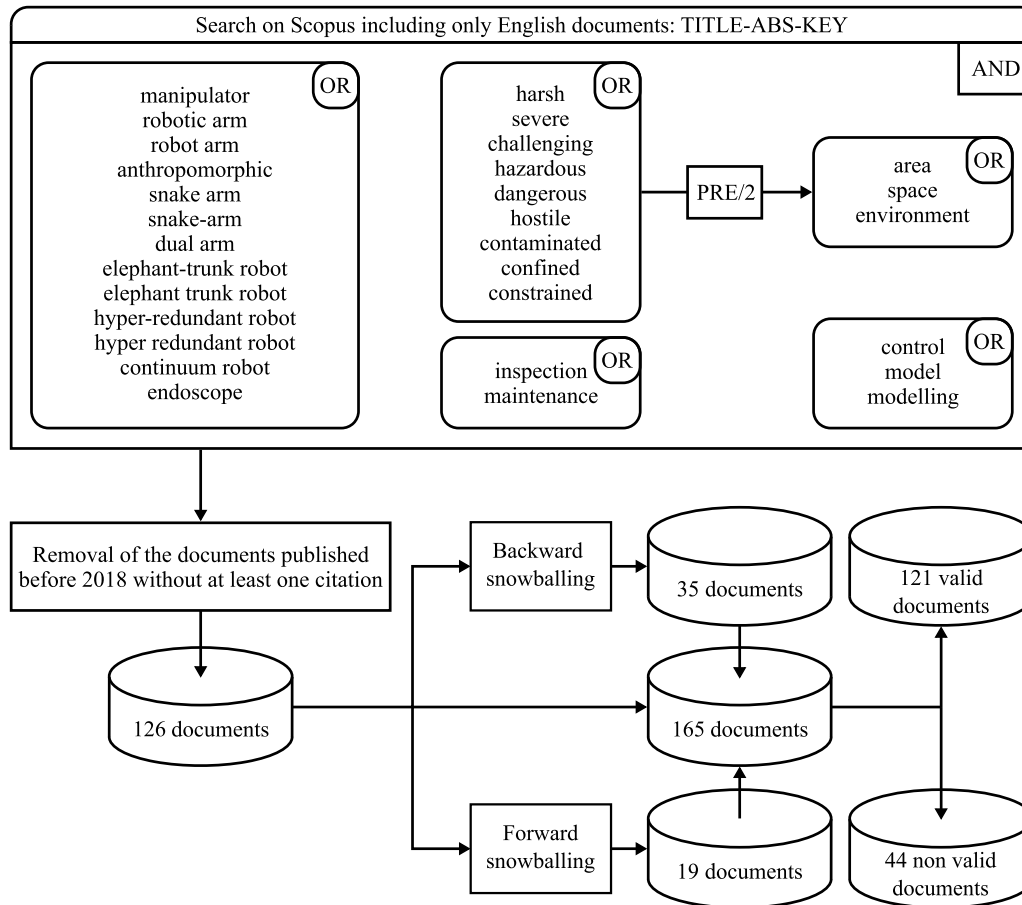 Search on Scopus including only English documents: TITLE-ABS-KEY
AND
OR
manipulator
robotic arm
robot arm
anthropomorphic
snake arm
snake-arm
dual arm
elephant-trunk robot
elephant trunk robot
hyper-redundant robot
hyper redundant robot
continuum robot
endoscope
OR
harsh
severe
challenging
hazardous
dangerous
hostile
contaminated
confined
constrained
PRE/2
OR
area
space
environment
OR
inspection
maintenance
OR
control
model
modelling
Removal of the documents published
before 2018 without at least one citation
126 documents
Backward
snowballing
35 documents
121 valid
documents
165 documents
Forward
snowballing
19 documents
44 non valid
documents